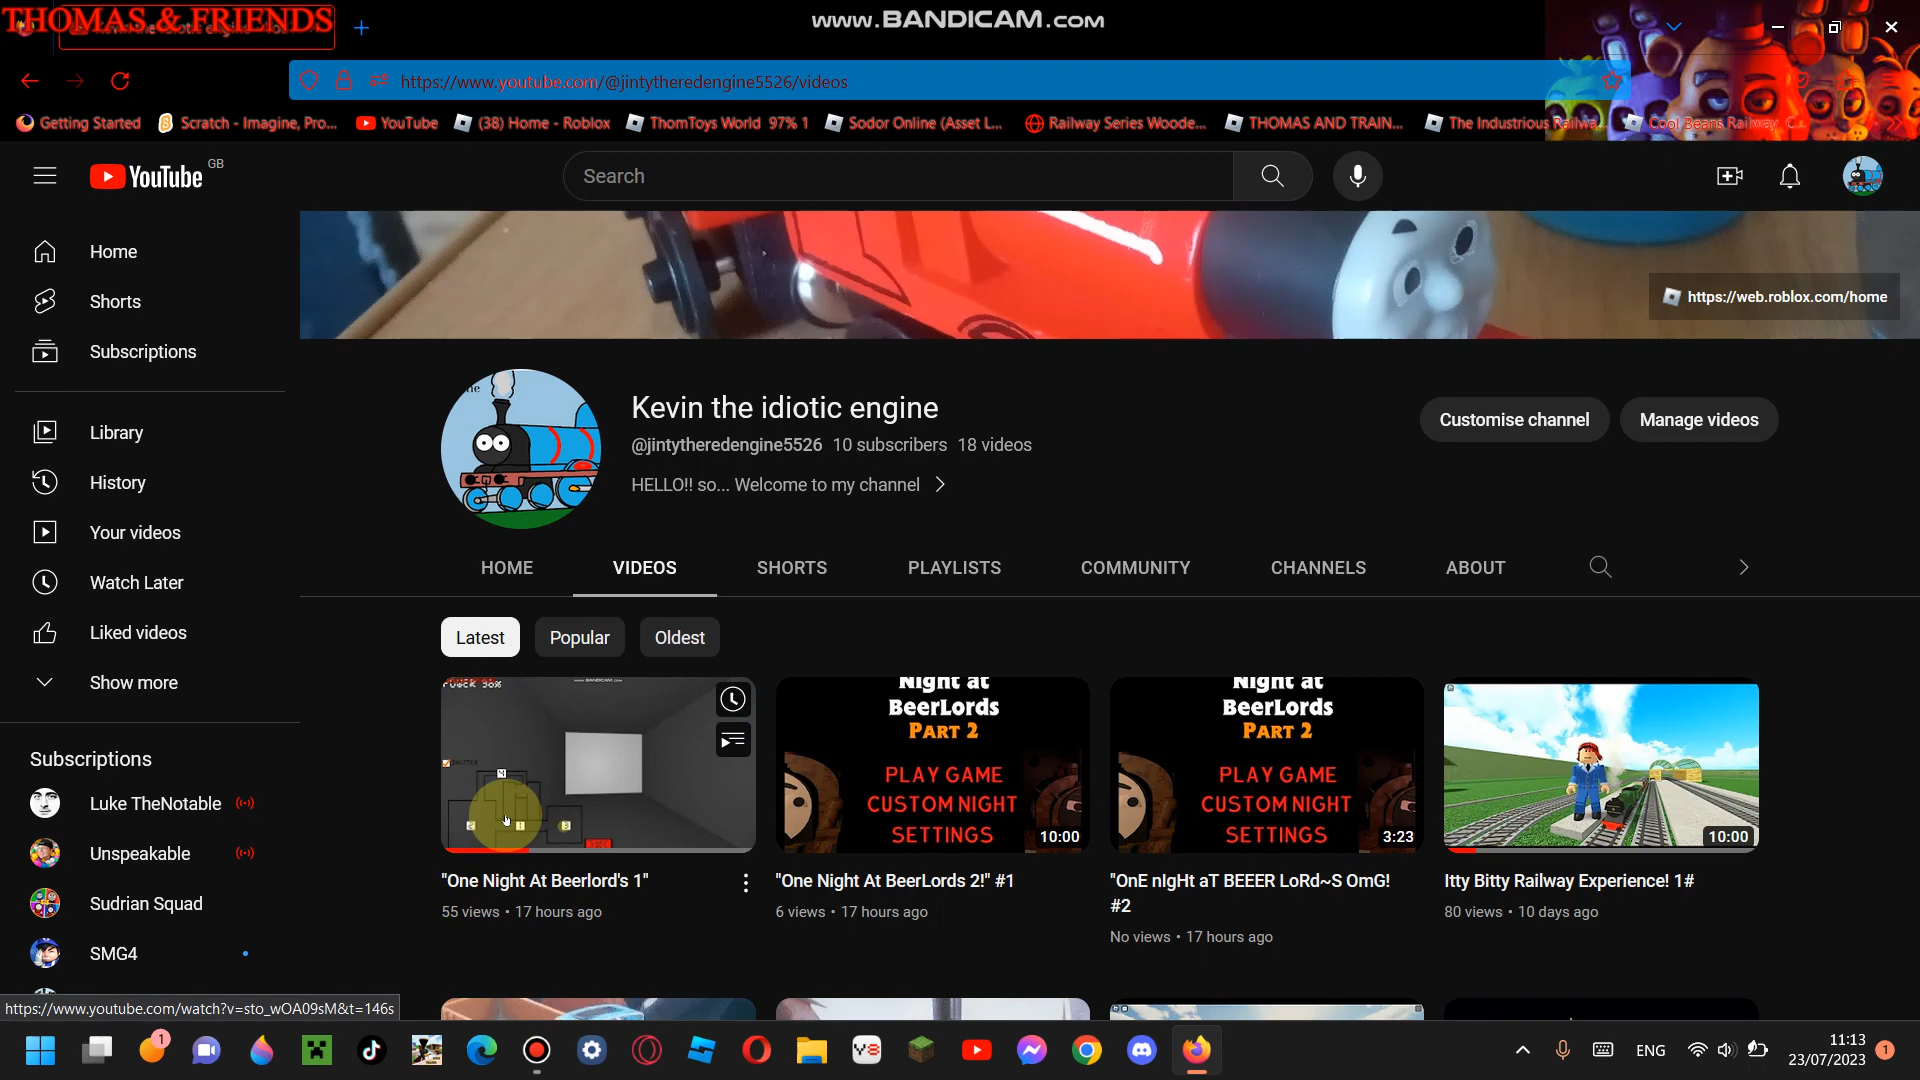 THOMAS & FRIENDS
www.BANDICAM.com
https://www.youtube.com/@jintytheredengine5526/videos
Getting Started
Scratch - Imagine, Pro...
YouTube
(38) Home - Roblox
ThomToys World 97% 1
Sodor Online (Asset L...
Railway Series Woode...
THOMAS AND TRAIN...
The Industrious Railwa...
Cool Beans Railway
YouTube GB
Search
Home
Shorts
Subscriptions
Library
History
Your videos
Watch Later
Liked videos
Show more
Subscriptions
Luke TheNotable
Unspeakable
Sudrian Squad
SMG4
https://web.roblox.com/home
Kevin the idiotic engine
@jintytheredengine5526 10 subscribers 18 videos
HELLO!! so... Welcome to my channel
Customise channel
Manage videos
HOME
VIDEOS
SHORTS
PLAYLISTS
COMMUNITY
CHANNELS
ABOUT
Latest
Popular
Oldest
Night at
BeerLords
Part 2
PLAY GAME
CUSTOM NIGHT
SETTINGS
10:00
Night at
BeerLords
Part 2
PLAY GAME
CUSTOM NIGHT
SETTINGS
3:23
10:00
"One Night At Beerlord's 1"
55 views • 17 hours ago
"One Night At BeerLords 2!" #1
6 views • 17 hours ago
"OnE nIgHt aT BEEER LoRd~S OmG!
#2
No views • 17 hours ago
Itty Bitty Railway Experience! 1#
80 views • 10 days ago
https://www.youtube.com/watch?v=sto_wOA09sM&t=146s
1
ENG
11:13
23/07/2023
1